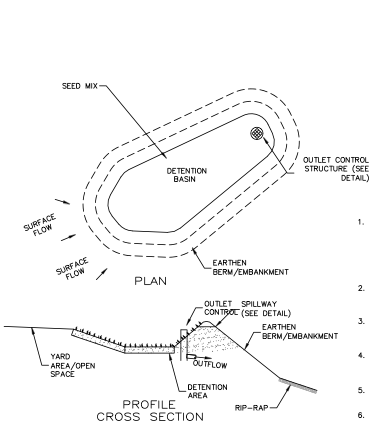 SEED MIX
OUTLET CONTROL
STRUCTURE (SEE
DETAIL)
DETENTION
BASIN
1.
SURFACE
FLOW
SURFACE
FLOW
EARTHEN
BERM/EMBANKMENT
PLAN
2.
OUTLET
CONTROL
SPILLWAY
(SEE DETAIL)
3.
EARTHEN
BERM/EMBANKMENT
YARD
AREA/OPEN
SPACE
OUTFLOW
4.
DETENTION
AREA
5.
RIP-RAP
PROFILE
CROSS SECTION
6.